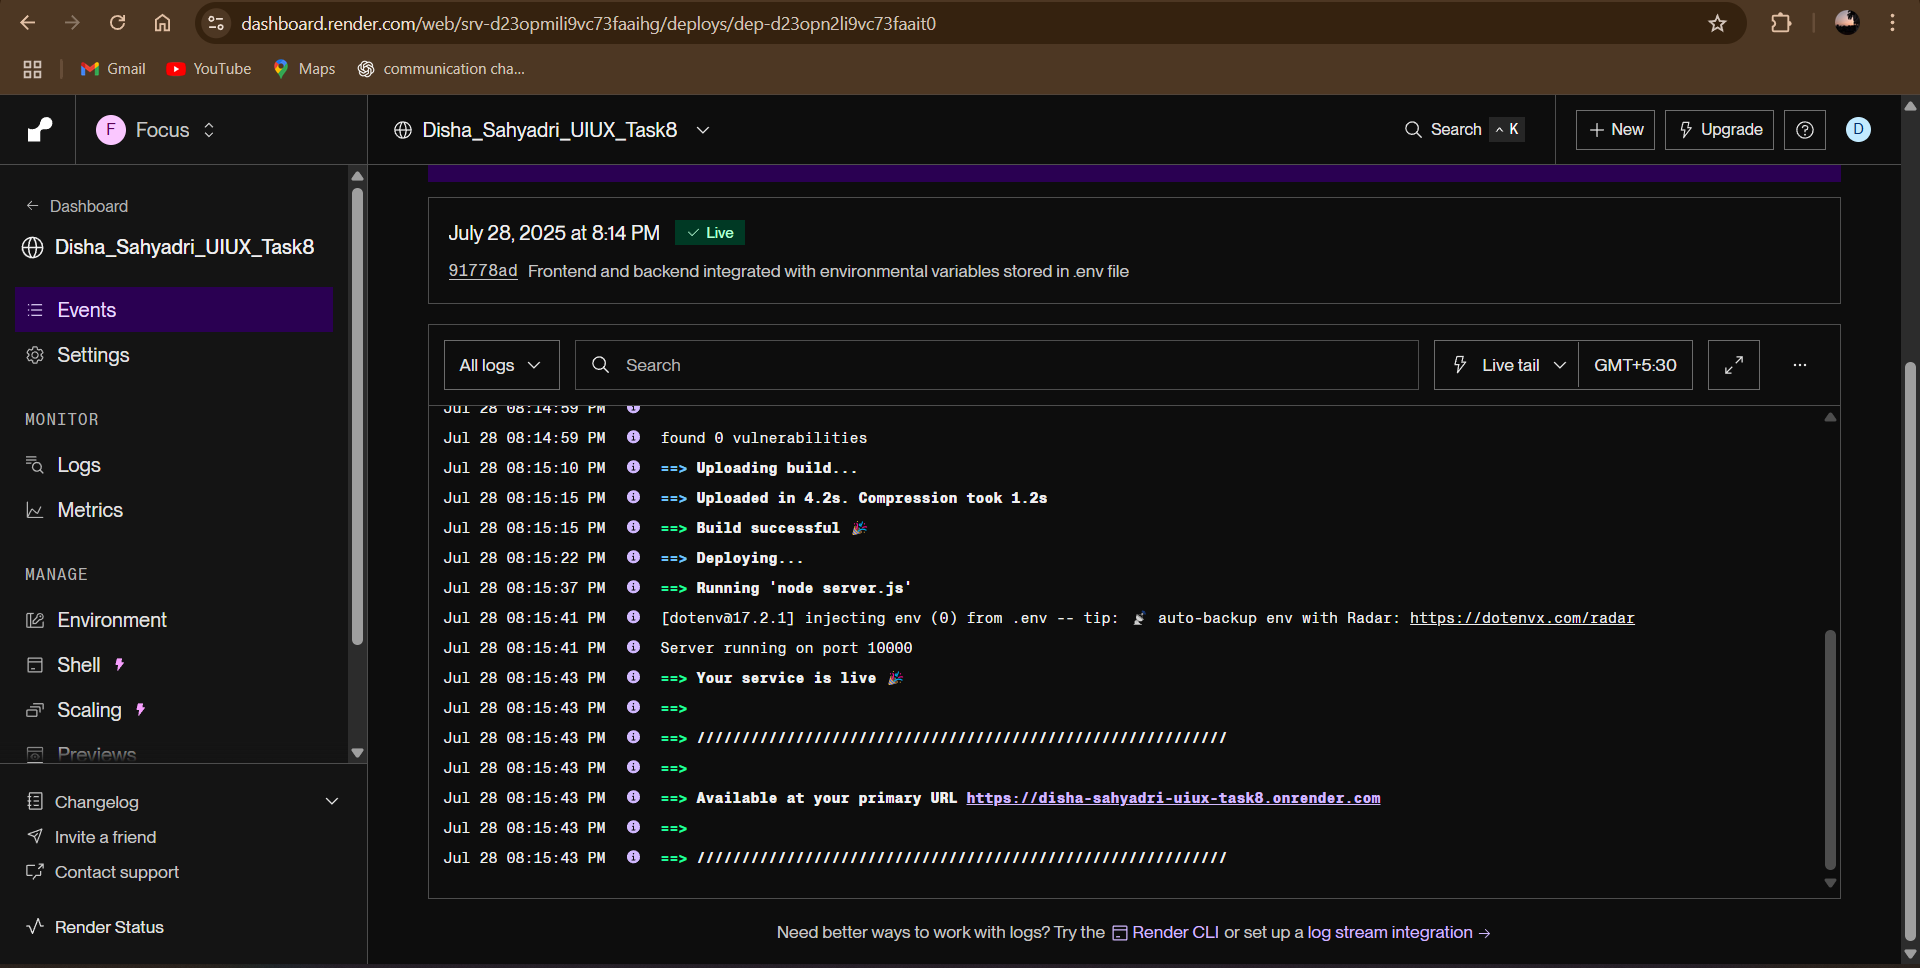 dashboard.render.com/web/srv-d23opmili9vc73faaihg/deploys/dep-d23opn2li9vc73faait0
Gmail
YouTube
Maps
communication cha...
F
Focus
Disha_Sahyadri_UIUX_Task8
Search
K
+ New
Upgrade
D
← Dashboard
Disha_Sahyadri_UIUX_Task8
Events
Settings
MONITOR
Logs
Metrics
MANAGE
Environment
Shell
Scaling
Previews
Changelog
Invite a friend
Contact support
Render Status
July 28, 2025 at 8:14 PM
Live
91778ad Frontend and backend integrated with environmental variables stored in .env file
All logs
Search
Live tail
GMT+5:30
...
Jul 28 08:14:59 PM
Jul 28 08:14:59 PM found 0 vulnerabilities
Jul 28 08:15:10 PM ==> Uploading build...
Jul 28 08:15:15 PM ==> Uploaded in 4.2s. Compression took 1.2s
Jul 28 08:15:15 PM ==> Build successful 🎉
Jul 28 08:15:22 PM ==> Deploying...
Jul 28 08:15:37 PM ==> Running 'node server.js'
Jul 28 08:15:41 PM [dotenv@17.2.1] injecting env (0) from .env -- tip: 📡 auto-backup env with Radar: https://dotenvx.com/radar
Jul 28 08:15:41 PM Server running on port 10000
Jul 28 08:15:43 PM ==> Your service is live 🎉
Jul 28 08:15:43 PM ==>
Jul 28 08:15:43 PM ==> ///////////////////////////////////////////////////////////
Jul 28 08:15:43 PM ==>
Jul 28 08:15:43 PM ==> Available at your primary URL https://disha-sahyadri-uiux-task8.onrender.com
Jul 28 08:15:43 PM ==>
Jul 28 08:15:43 PM ==> ///////////////////////////////////////////////////////////
Need better ways to work with logs? Try the Render CLI or set up a log stream integration →